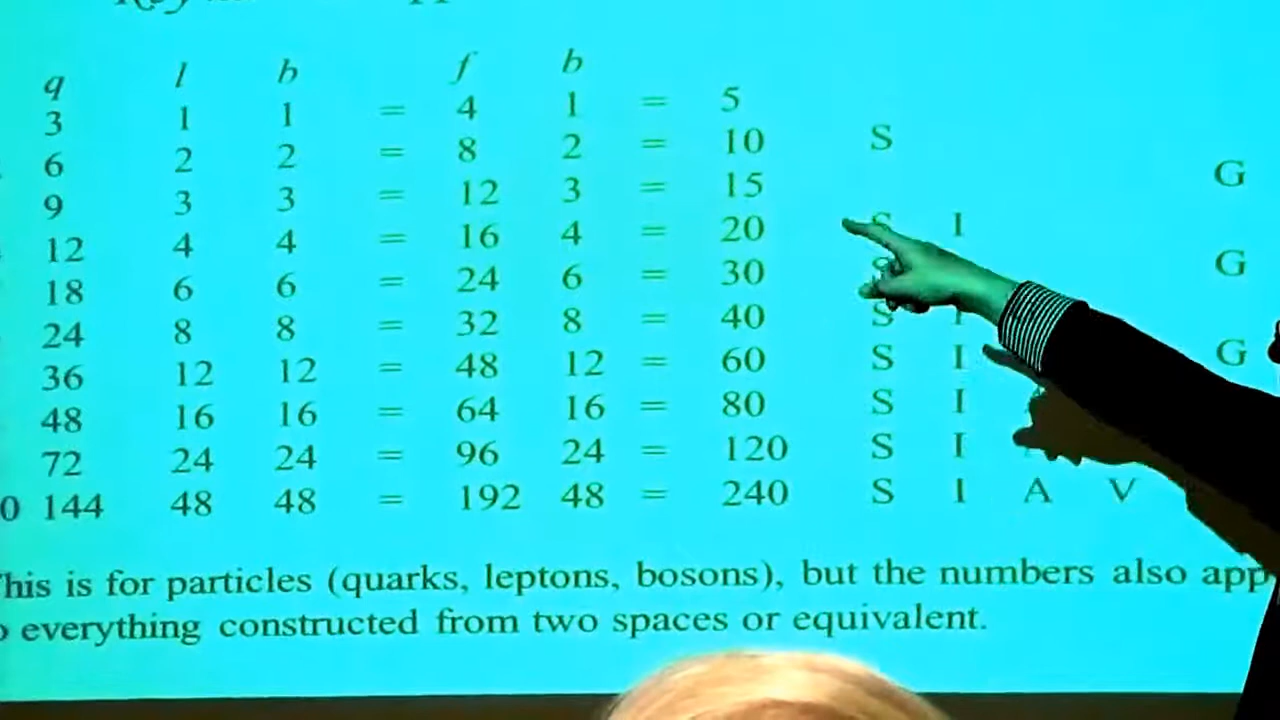 q l b f b
3 1 1 = 4 1 = 5
6 2 2 = 8 2 = 10 S
9 3 3 = 12 3 = 15 G
12 4 4 = 16 4 = 20 S I
18 6 6 = 24 6 = 30 G
24 8 8 = 32 8 = 40 S
36 12 12 = 48 12 = 60 S I G
48 16 16 = 64 16 = 80 S I
72 24 24 = 96 24 = 120 S I
0 144 48 48 = 192 48 = 240 S I A V
This is for particles (quarks, leptons, bosons), but the numbers also app
o everything constructed from two spaces or equivalent.